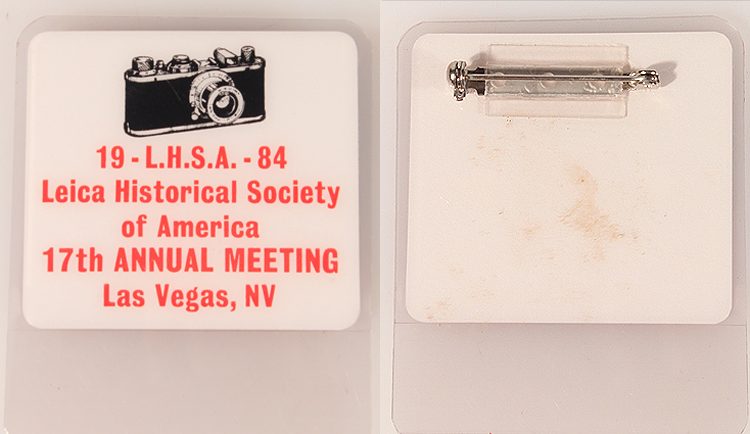 19 - L.H.S.A. - 84
Leica Historical Society
of America
17th ANNUAL MEETING
Las Vegas, NV